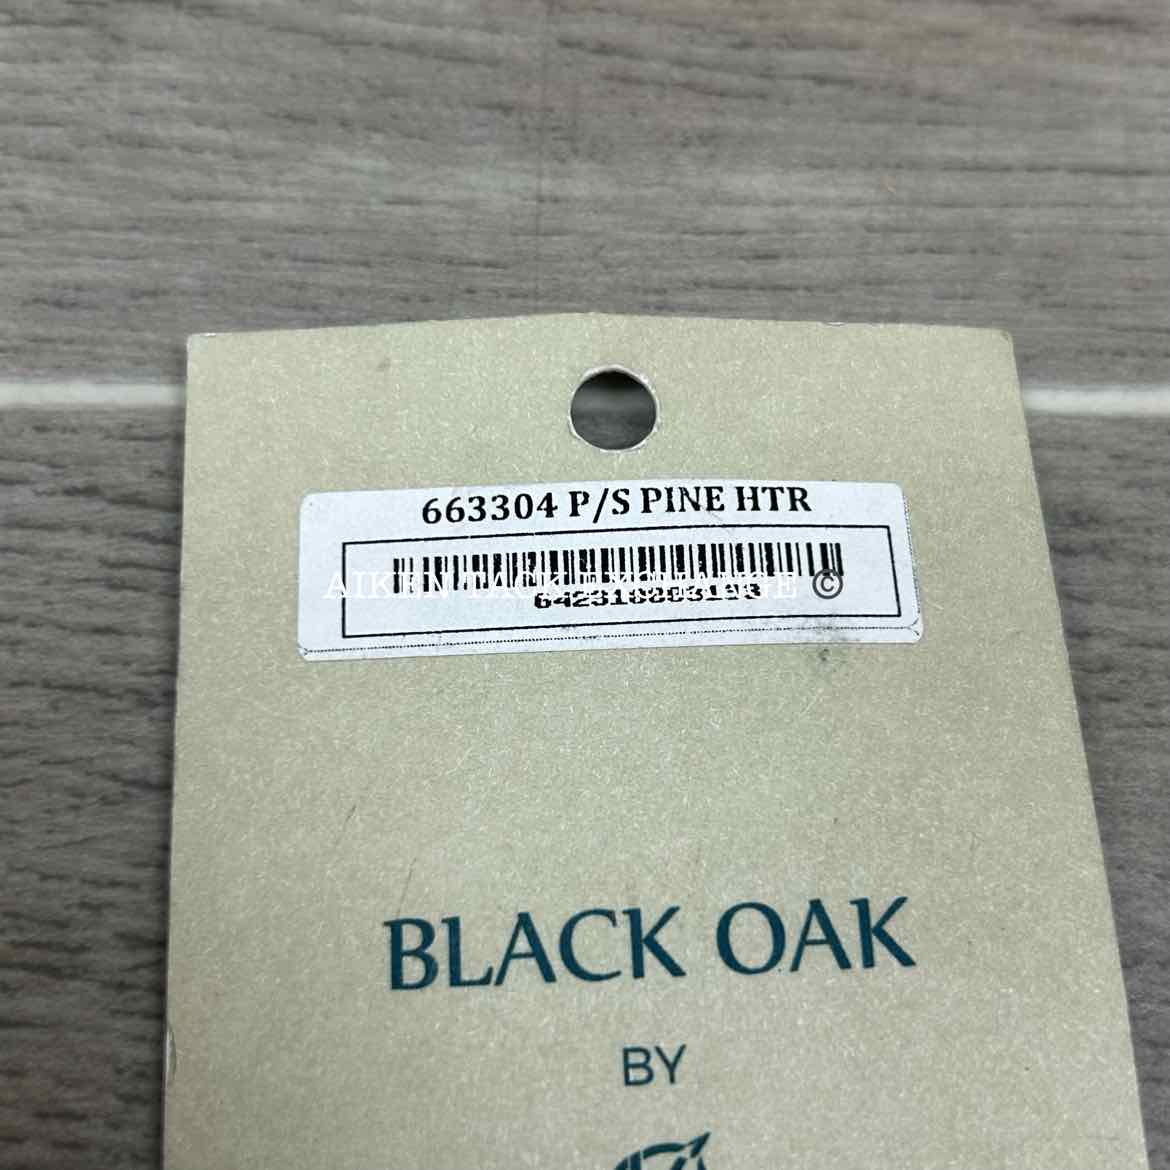 663304 P/S PINE HTR
AIKEN TACK EXCHANGE ©
BLACK OAK
BY